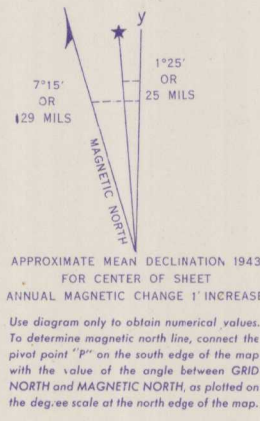 y
1°25'
OR
25 MILS
7°15'
OR
129 MILS
MAGNETIC NORTH
APPROXIMATE MEAN DECLINATION 1943
FOR CENTER OF SHEET
ANNUAL MAGNETIC CHANGE 1' INCREASE
Use diagram only to obtain numerical values.
To determine magnetic north line, connect the
pivot point "P" on the south edge of the map
with the value of the angle between GRID
NORTH and MAGNETIC NORTH, as plotted on
the degree scale at the north edge of the map.